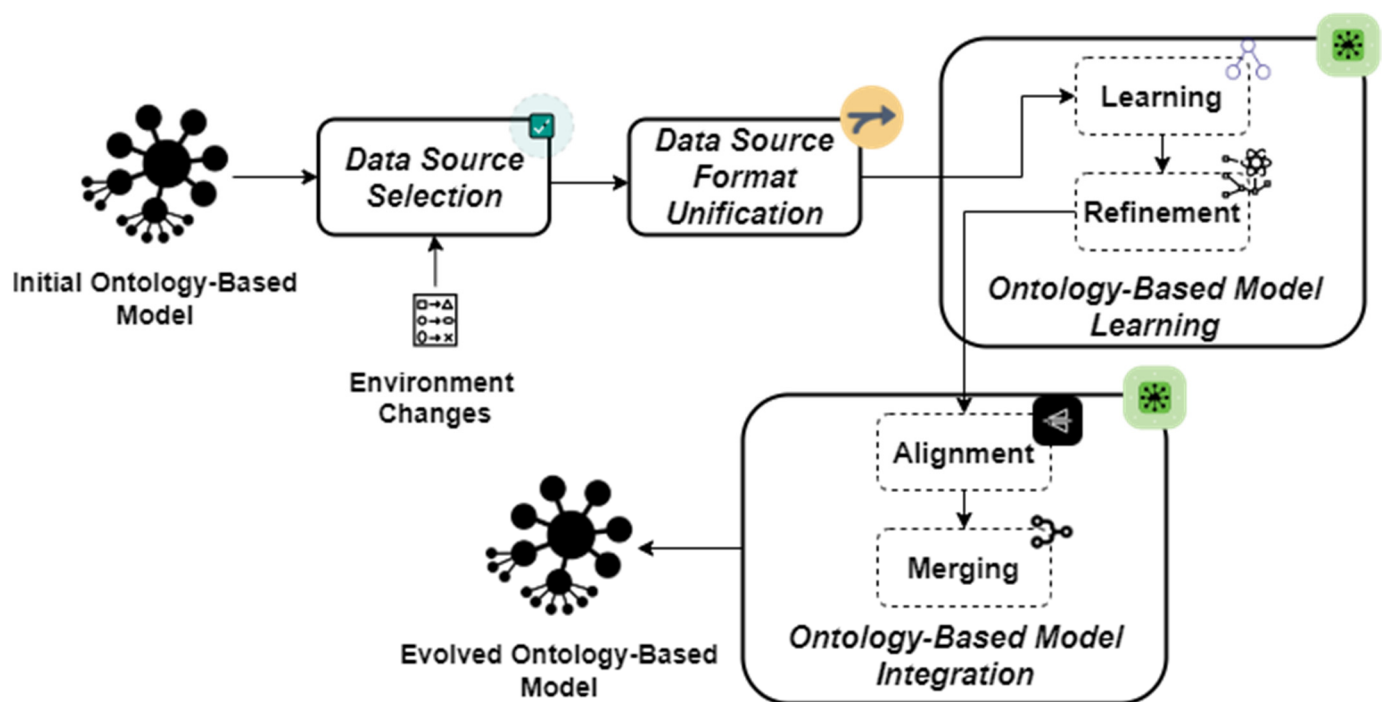 Initial Ontology-Based
Model
Data Source
Selection
Environment
Changes
Data Source
Format
Unification
Learning
Refinement
Ontology-Based Model
Learning
Alignment
Merging
Ontology-Based Model
Integration
Evolved Ontology-Based
Model